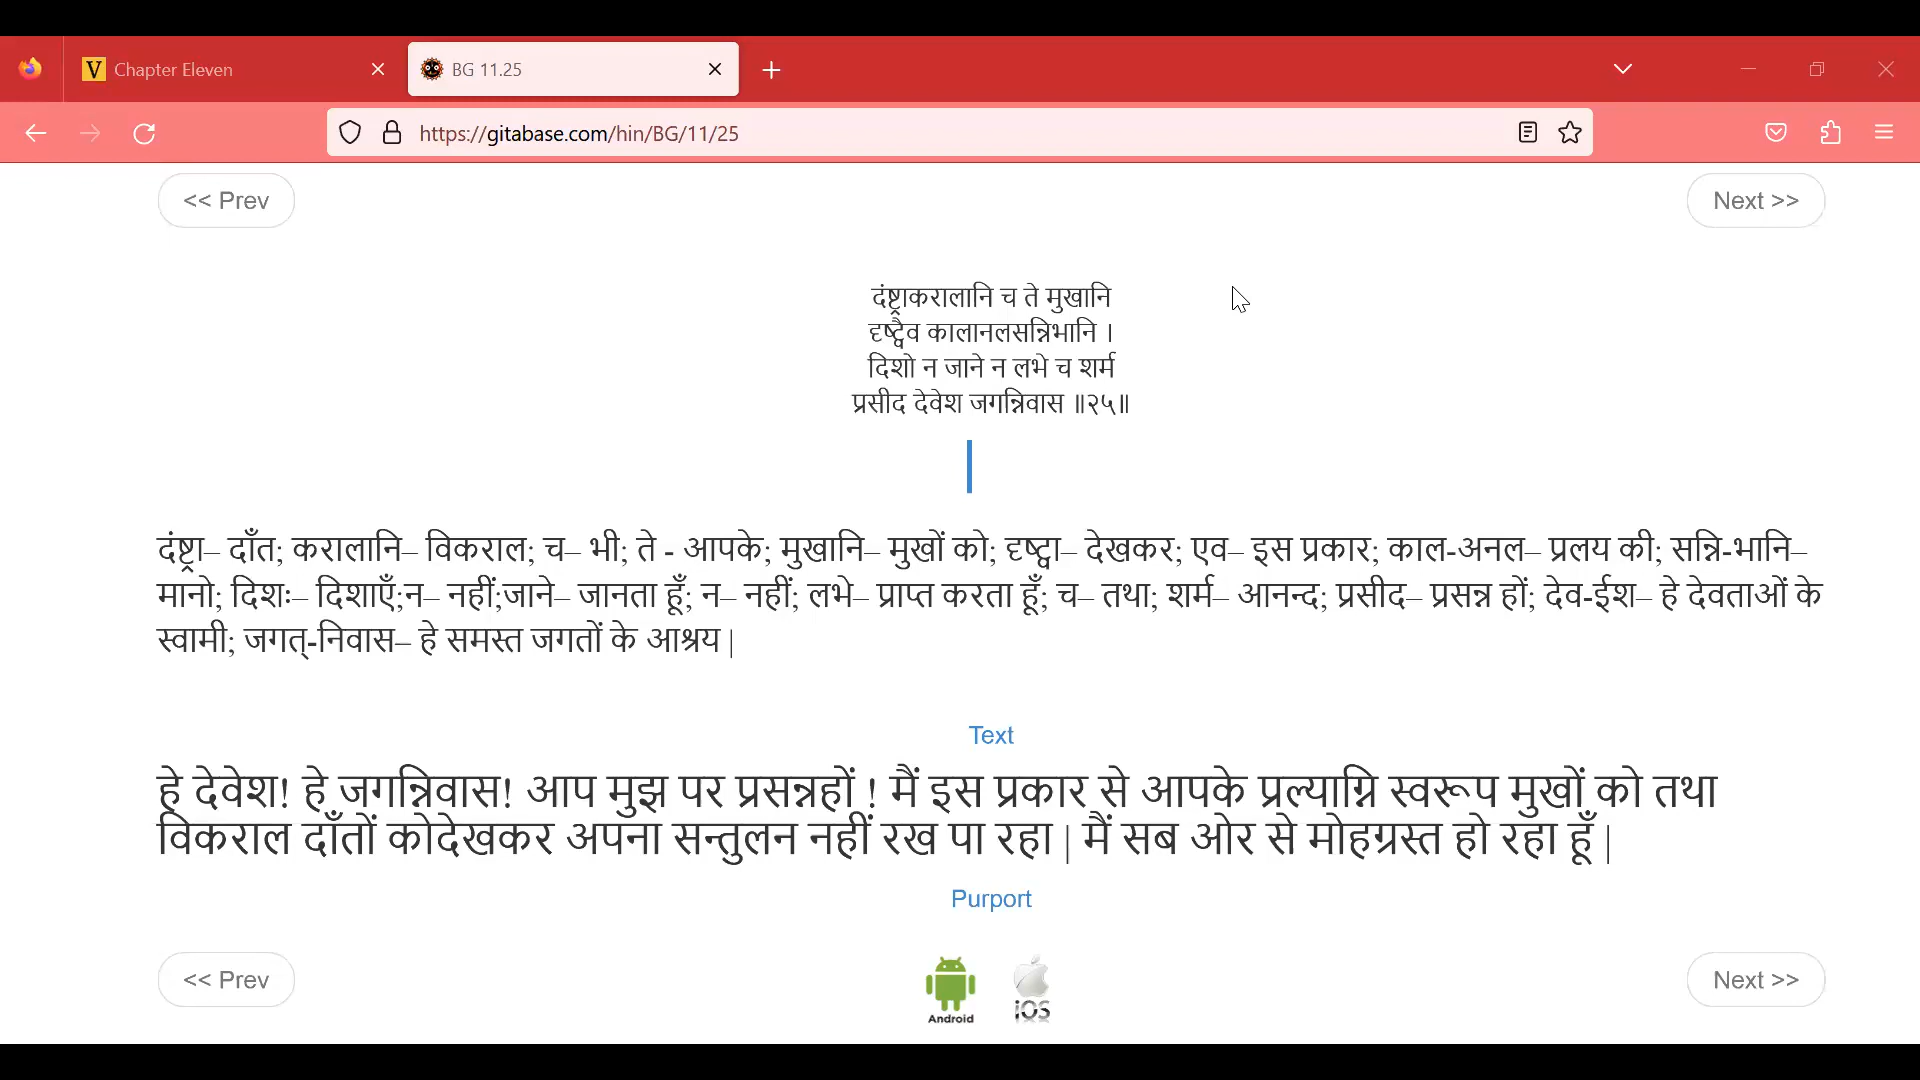 Chapter Eleven
BG 11.25
https://gitabase.com/hin/BG/11/25
<< Prev
Next >>
दंष्ट्राकरालानि च ते मुखानि
दृष्ट्वैव कालानलसन्निभानि ।
दिशो न जाने न लभे च शर्म
प्रसीद देवेश जगन्निवास ॥२५॥
दंष्ट्रा– दाँत; करालानि– विकराल; च– भी; ते - आपके; मुखानि– मुखों को; दृष्ट्वा– देखकर; एव– इस प्रकार; काल-अनल– प्रलय की; सन्नि-भानि–
मानो; दिशः– दिशाएँ;न– नहीं;जाने– जानता हूँ; न– नहीं; लभे– प्राप्त करता हूँ; च– तथा; शर्म– आनन्द; प्रसीद– प्रसन्न हों; देव-ईश– हे देवताओं के
स्वामी; जगत्-निवास– हे समस्त जगतों के आश्रय |
Text
हे देवेश! हे जगन्निवास! आप मुझ पर प्रसन्नहों ! मैं इस प्रकार से आपके प्रल्याग्नि स्वरूप मुखों को तथा
विकराल दाँतों कोदेखकर अपना सन्तुलन नहीं रख पा रहा | मैं सब ओर से मोहग्रस्त हो रहा हूँ |
Purport
<< Prev
Android
iOS
Next >>